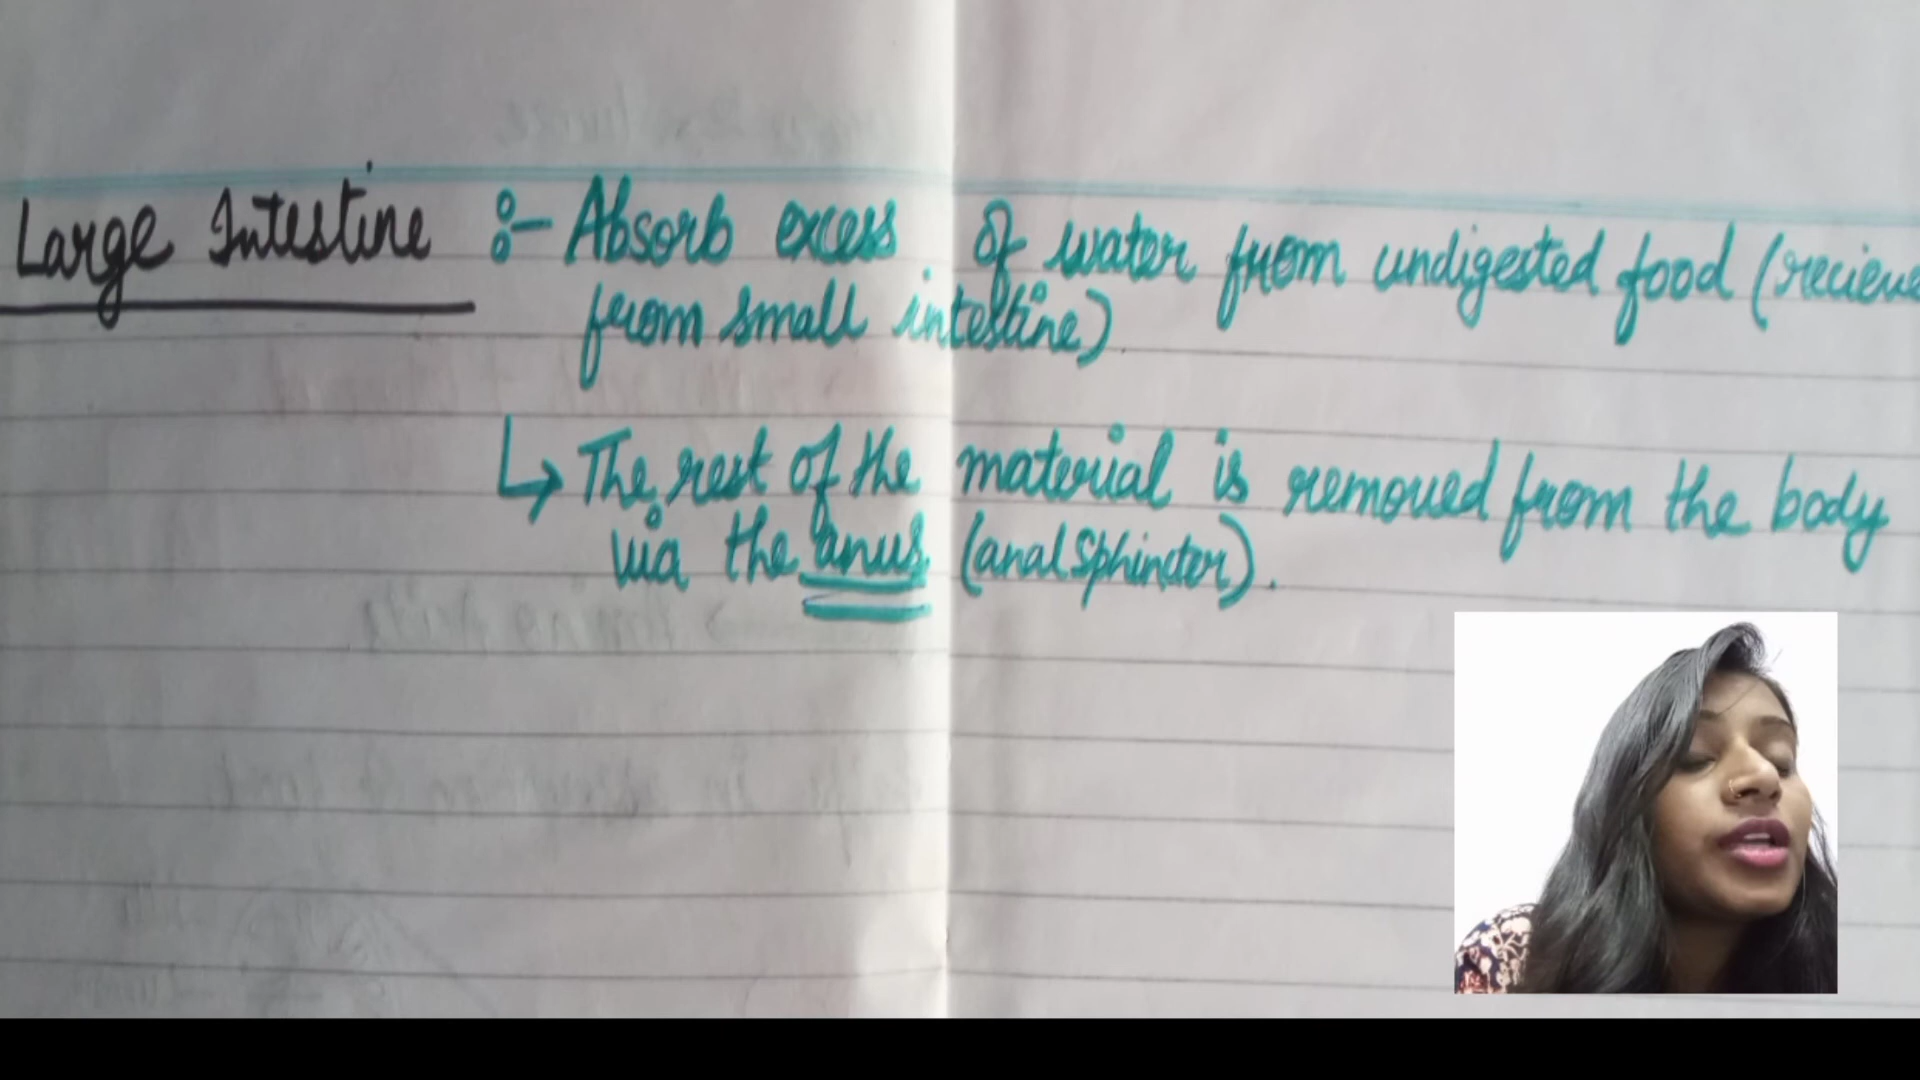 Large Intestine :- Absorb excess of water from undigested food (recieve
from small intestine)
↳ The rest of the material is removed from the body
via the anus (anal sphincter).